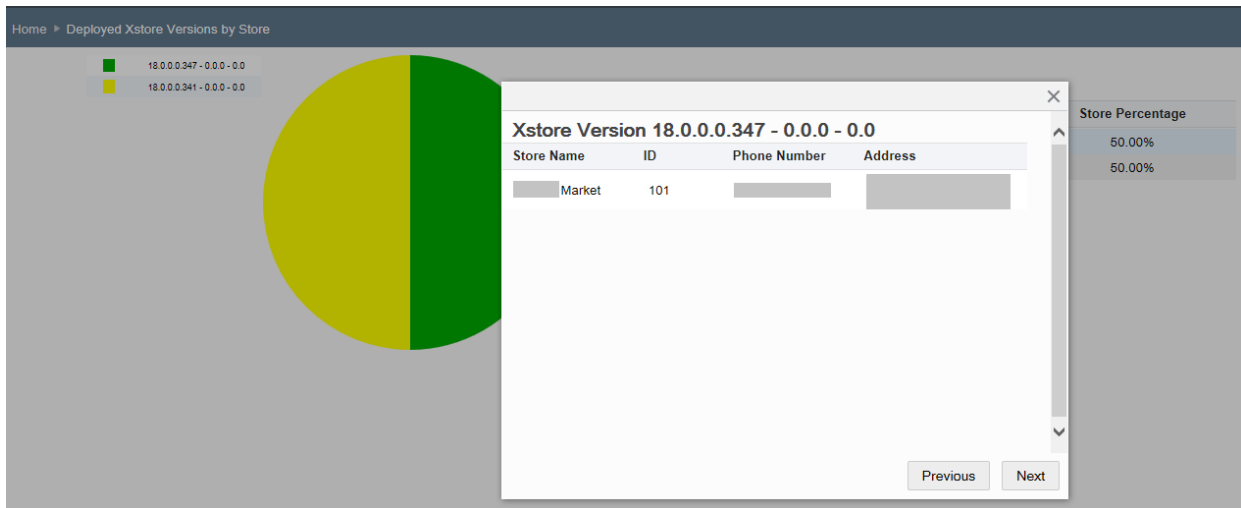 Home ▶ Deployed Xstore Versions by Store
18.0.0.0.347 - 0.0.0 - 0.0
18.0.0.0.341 - 0.0.0 - 0.0
Store Percentage
50.00%
50.00%
Xstore Version 18.0.0.0.347 - 0.0.0 - 0.0
Store Name ID Phone Number Address
Market 101
Previous Next